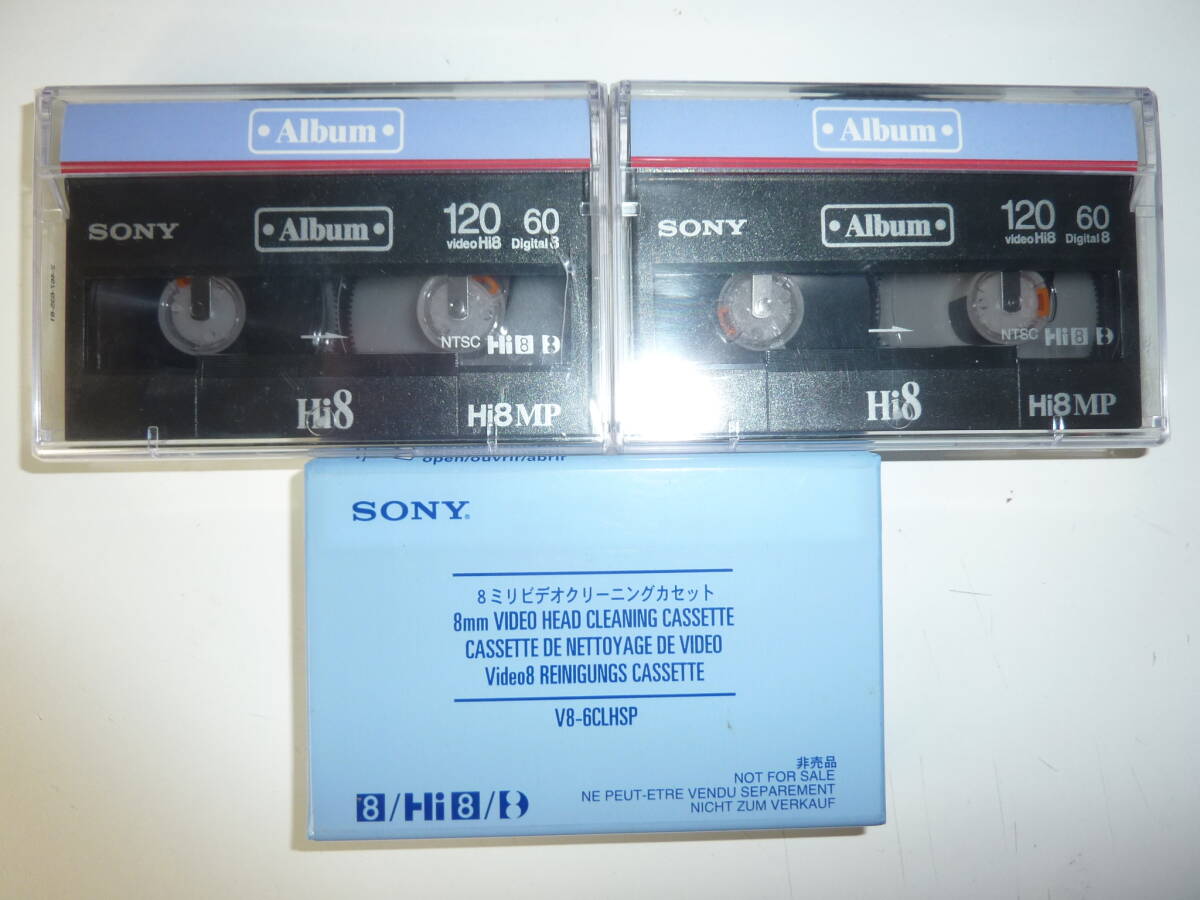 • Album •
• Album •
SONY
• Album •
120
video Hi8
60
Digital 8
NTSC Hi8
Hi8
Hi8 MP
SONY
• Album •
120
video Hi8
60
Digital 8
NTSC Hi8
Hi8
Hi8 MP
open/ouvrir/abrir
SONY®
8ミリビデオクリーニングカセット
8mm VIDEO HEAD CLEANING CASSETTE
CASSETTE DE NETTOYAGE DE VIDEO
Video8 REINIGUNGS CASSETTE
V8-6CLHSP
非売品
NOT FOR SALE
NE PEUT-ETRE VENDU SEPAREMENT
NICHT ZUM VERKAUF
8/Hi8/8